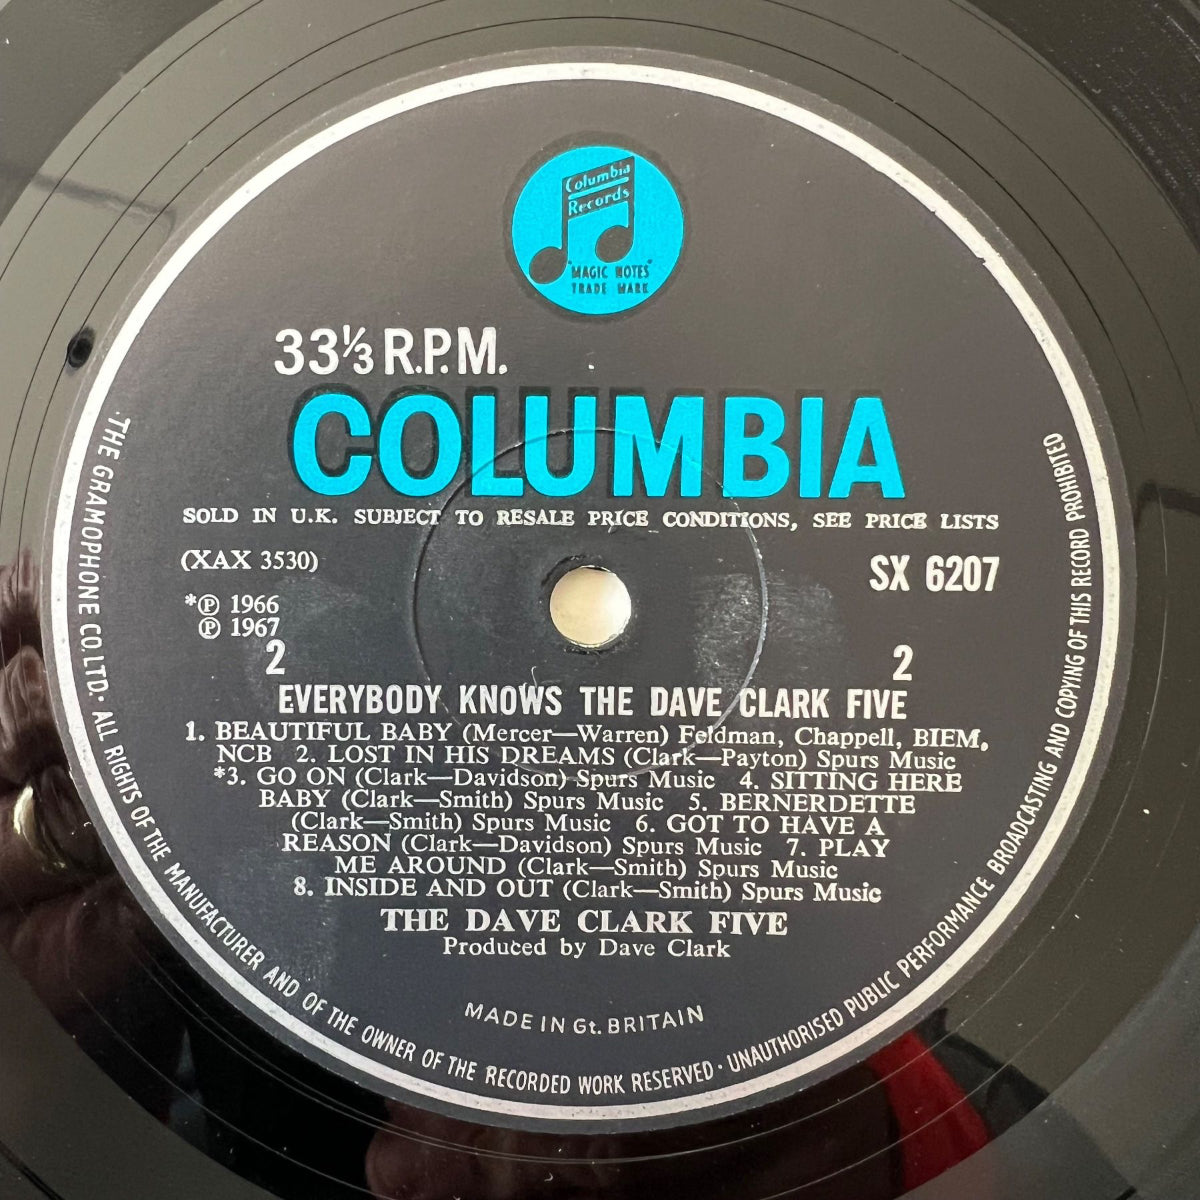 Columbia
Records
"MAGIC NOTES"
TRADE MARK
33⅓ R.P.M.
COLUMBIA
SOLD IN U.K. SUBJECT TO RESALE PRICE CONDITIONS, SEE PRICE LISTS
(XAX 3530)
SX 6207
*℗ 1966
℗ 1967
2
2
EVERYBODY KNOWS THE DAVE CLARK FIVE
1. BEAUTIFUL BABY (Mercer—Warren) Feldman, Chappell, BIEM,
NCB 2. LOST IN HIS DREAMS (Clark—Payton) Spurs Music
*3. GO ON (Clark—Davidson) Spurs Music 4. SITTING HERE
BABY (Clark—Smith) Spurs Music 5. BERNERDETTE
(Clark—Smith) Spurs Music 6. GOT TO HAVE A
REASON (Clark—Davidson) Spurs Music 7. PLAY
ME AROUND (Clark—Smith) Spurs Music
8. INSIDE AND OUT (Clark—Smith) Spurs Music
THE DAVE CLARK FIVE
Produced by Dave Clark
MADE IN Gt. BRITAIN
THE GRAMOPHONE CO. LTD. · ALL RIGHTS OF THE MANUFACTURER AND OF THE OWNER OF THE RECORDED WORK RESERVED · UNAUTHORISED PUBLIC PERFORMANCE BROADCASTING AND COPYING OF THIS RECORD PROHIBITED